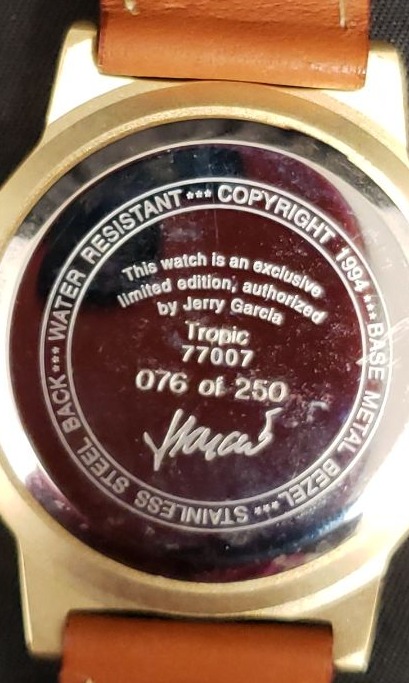 WATER RESISTANT *** COPYRIGHT 1994 *** BASE METAL BEZEL *** STAINLESS STEEL BACK ***
This watch is an exclusive
limited edition, authorized
by Jerry Garcia
Tropic
77007
076 of 250
J Garcia